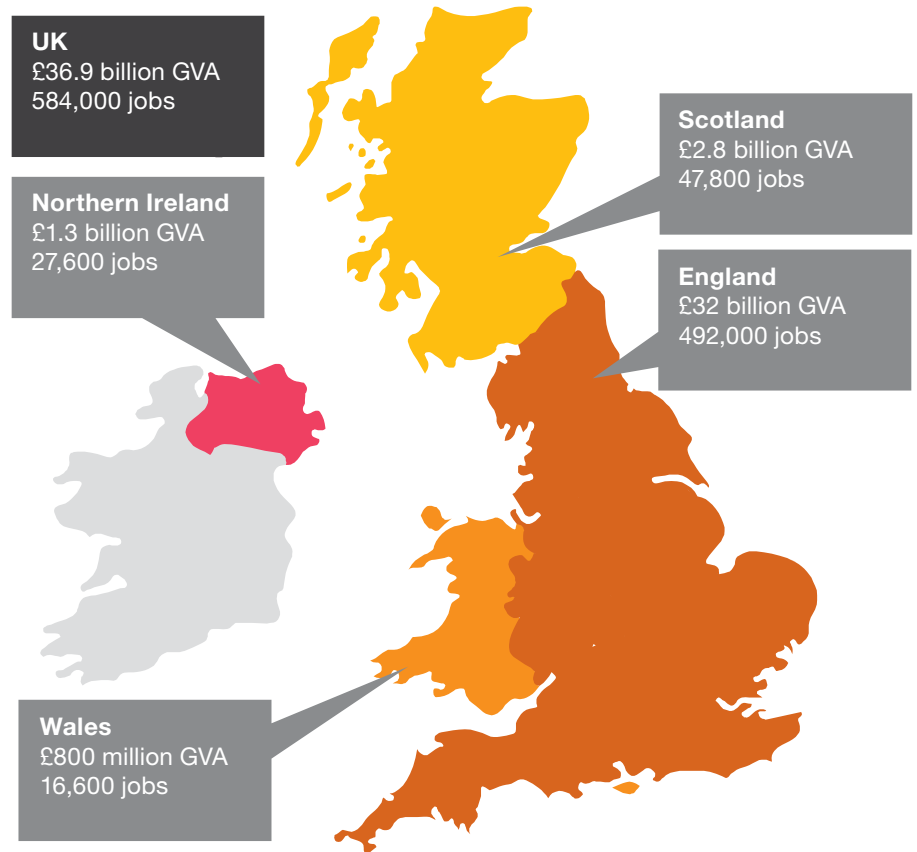 UK
£36.9 billion GVA
584,000 jobs
Northern Ireland
£1.3 billion GVA
27,600 jobs
Scotland
£2.8 billion GVA
47,800 jobs
England
£32 billion GVA
492,000 jobs
Wales
£800 million GVA
16,600 jobs